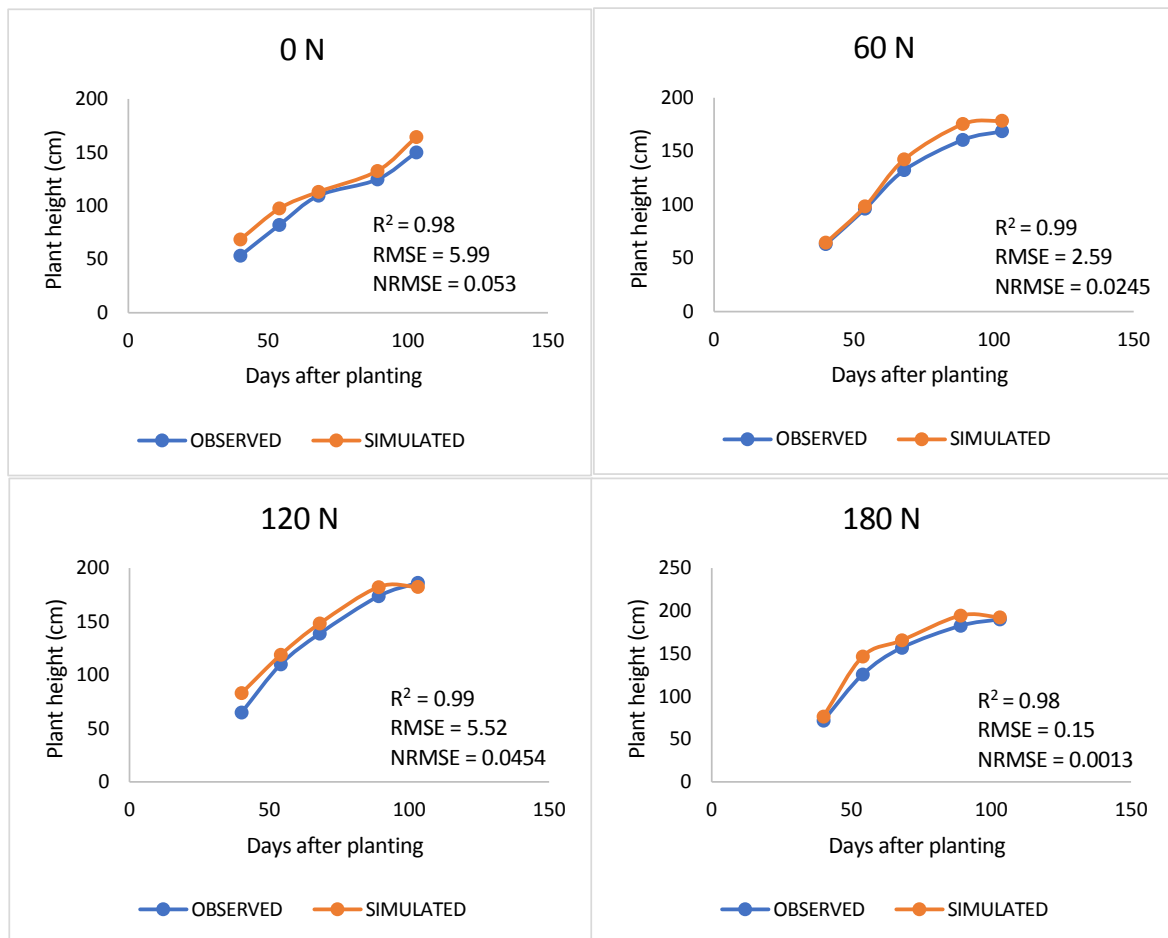 0 N
Plant height (cm)
200
150
100
50
0
R² = 0.98
RMSE = 5.99
NRMSE = 0.053
0 50 100 150
Days after planting
OBSERVED SIMULATED
60 N
Plant height (cm)
200
150
100
50
0
R² = 0.99
RMSE = 2.59
NRMSE = 0.0245
0 50 100 150
Days after planting
OBSERVED SIMULATED
120 N
Plant height (cm)
200
150
100
50
0
R² = 0.99
RMSE = 5.52
NRMSE = 0.0454
0 50 100 150
Days after planting
OBSERVED SIMULATED
180 N
Plant height (cm)
250
200
150
100
50
0
R² = 0.98
RMSE = 0.15
NRMSE = 0.0013
0 50 100 150
Days after planting
OBSERVED SIMULATED